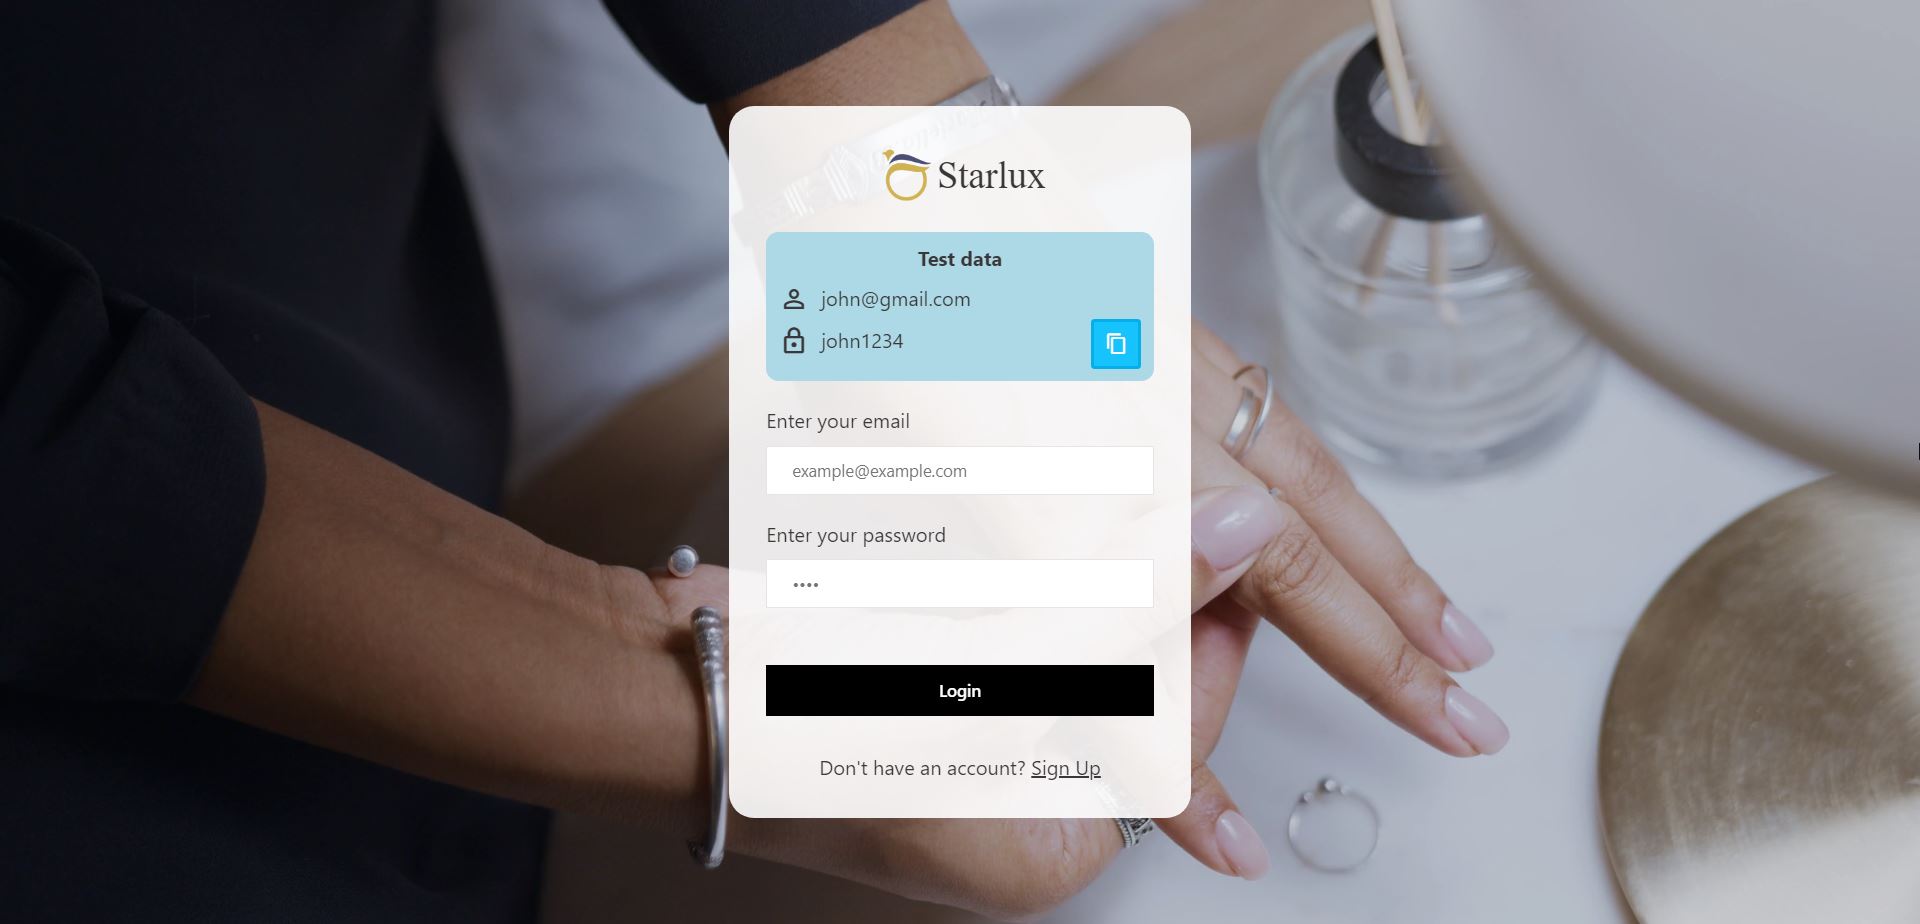 Starlux
Test data
john@gmail.com
john1234
Enter your email
example@example.com
Enter your password
••••
Login
Don't have an account? Sign Up